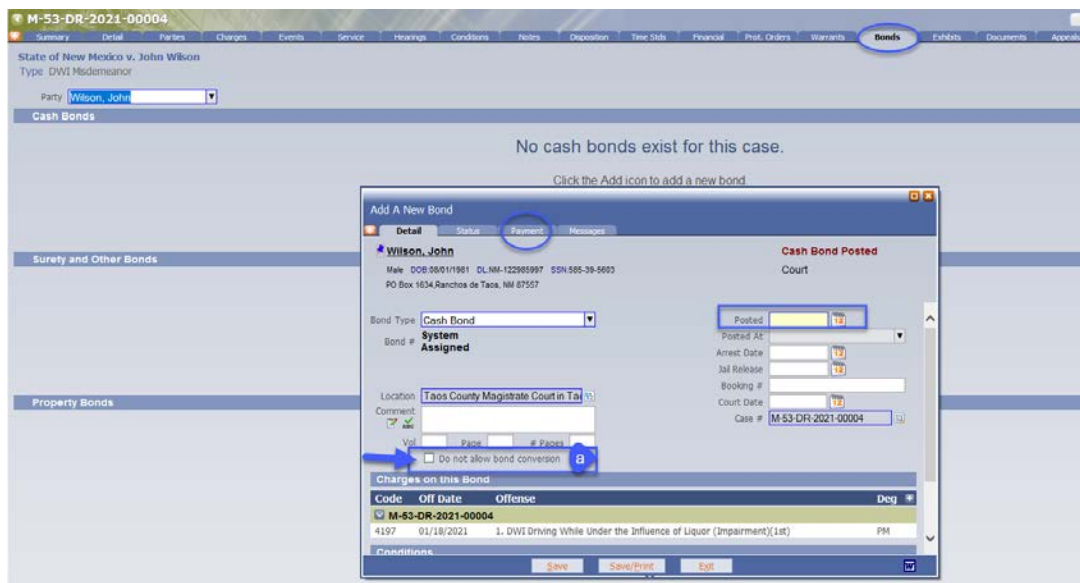 M-53-DR-2021-00004
Summary Detail Parties Charges Events Service Hearings Conditions Notes Disposition Time Stds Financial Prot. Orders Warrants Bonds Exhibits Documents Appeals
State of New Mexico v. John Wilson
Type DWI Misdemeanor
Party Wilson, John
Cash Bonds
No cash bonds exist for this case.
Click the Add icon to add a new bond.
Add A New Bond
Detail Status Payment Messages
Wilson, John Cash Bond Posted
Male DOB:08/01/1981 DL:NM-122985997 SSN:585-39-5603 Court
PO Box 1634,Ranchos de Taos, NM 87557
Surety and Other Bonds
Bond Type Cash Bond Posted
Bond # System Assigned Posted At
Arrest Date
Jail Release
Booking #
Location Taos County Magistrate Court in Tao Court Date
Property Bonds
Comment Case # M-53-DR-2021-00004
Vol Page # Pages
Do not allow bond conversion a
Charges on this Bond
Code Off Date Offense Deg
M-53-DR-2021-00004
4197 01/18/2021 1. DWI Driving While Under the Influence of Liquor (Impairment)(1st) PM
Conditions
Save Save/Print Exit